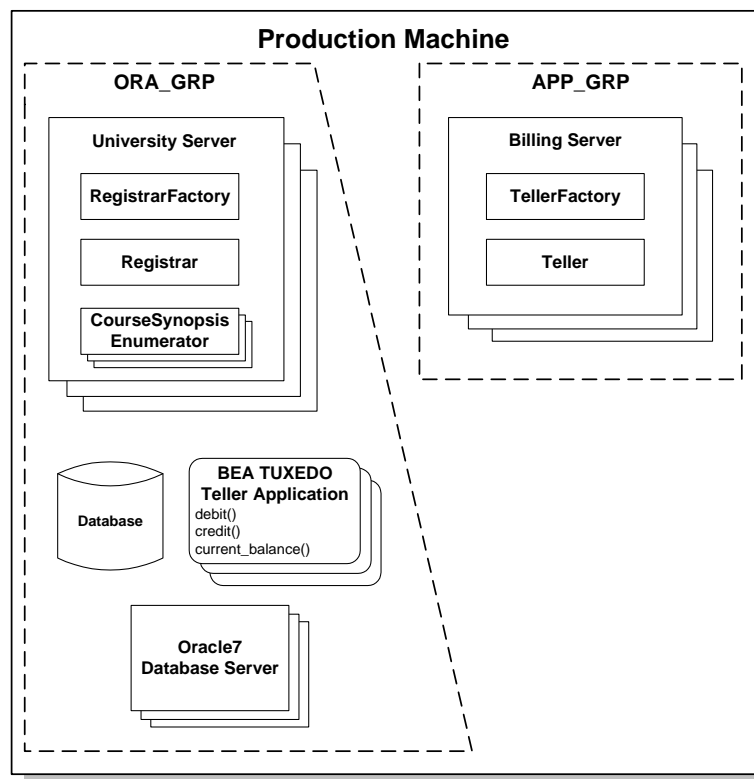 Production Machine
ORA_GRP
University Server
RegistrarFactory
Registrar
CourseSynopsis
Enumerator
Database
BEA TUXEDO
Teller Application
debit()
credit()
current_balance()
Oracle7
Database Server
APP_GRP
Billing Server
TellerFactory
Teller